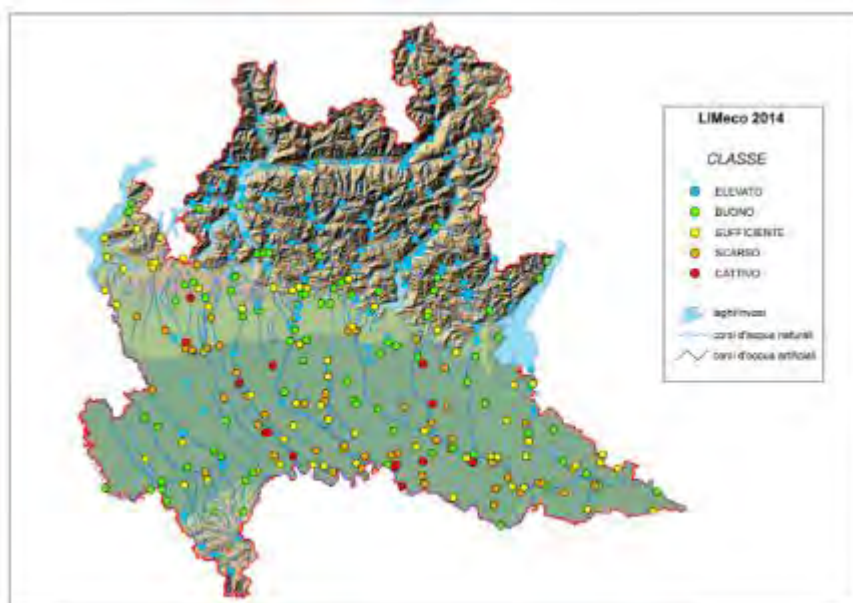 LIMeco 2014
CLASSE
ELEVATO
BUONO
SUFFICIENTE
SCARSO
CATTIVO
laghi/invasi
corsi d'acqua naturali
corsi d'acqua artificiali